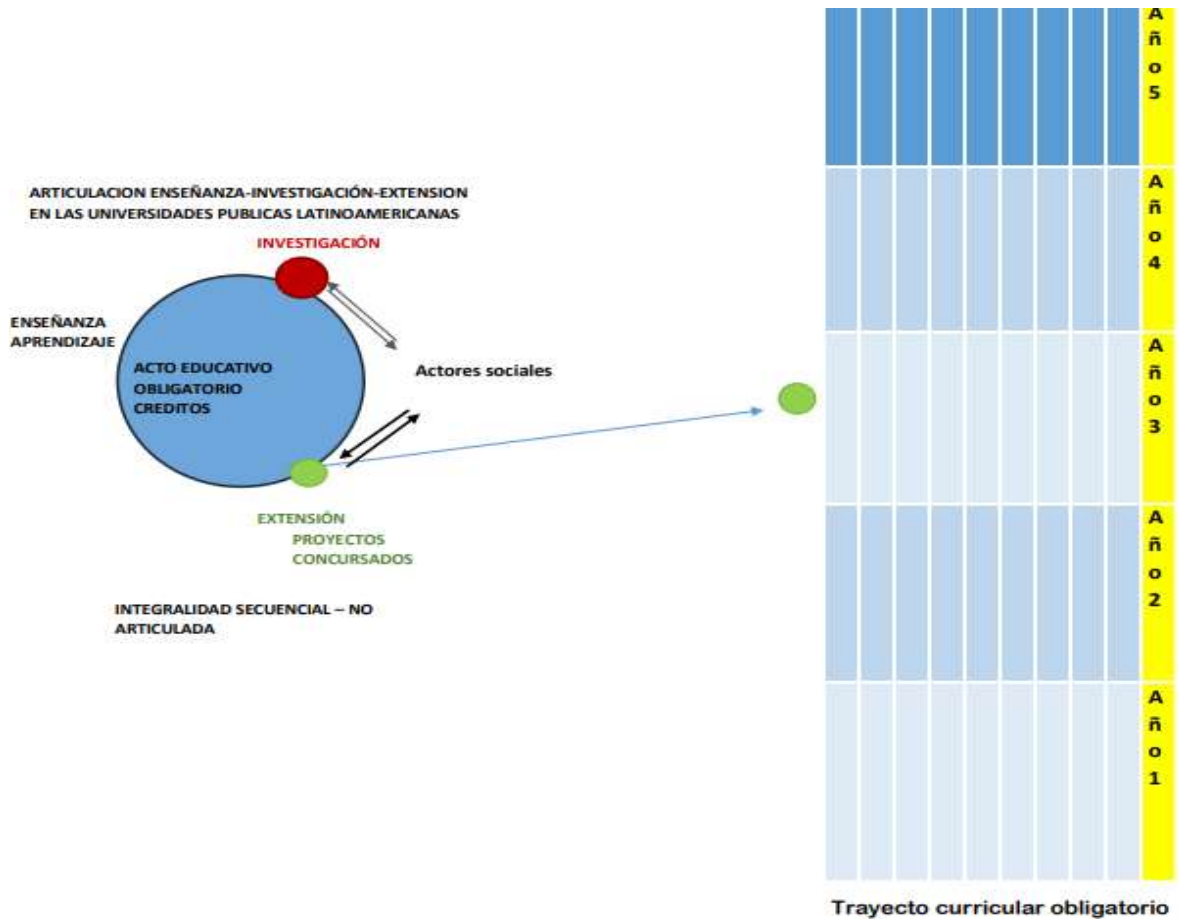 ARTICULACION ENSEÑANZA-INVESTIGACIÓN-EXTENSION
EN LAS UNIVERSIDADES PUBLICAS LATINOAMERICANAS
INVESTIGACIÓN
ENSEÑANZA
APRENDIZAJE
ACTO EDUCATIVO
OBLIGATORIO
CREDITOS
Actores sociales
EXTENSIÓN
PROYECTOS
CONCURSADOS
INTEGRALIDAD SECUENCIAL – NO
ARTICULADA
A
ñ
o
5
A
ñ
o
4
A
ñ
o
3
A
ñ
o
2
A
ñ
o
1
Trayecto curricular obligatorio